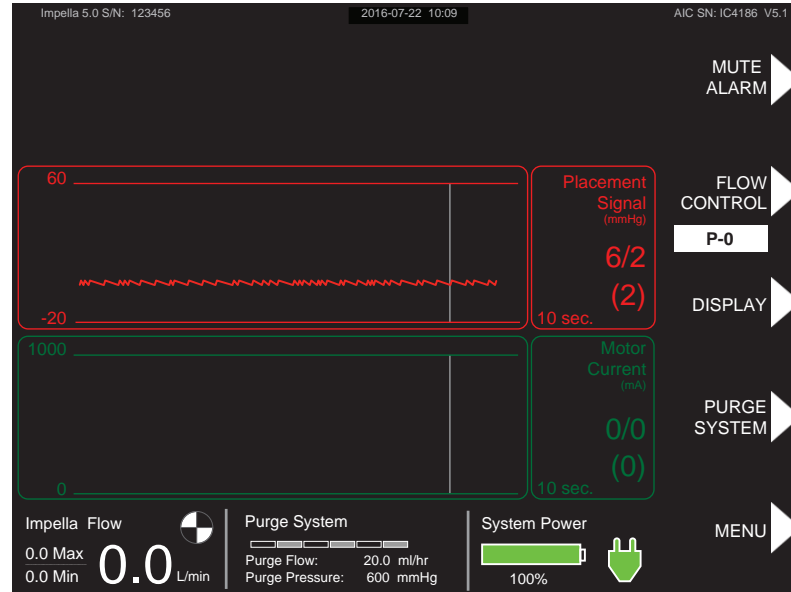 Impella 5.0 S/N: 123456
2016-07-22 10:09
AIC SN: IC4186 V5.1
MUTE
ALARM
60
-20
Placement
Signal
(mmHg)
6/2
(2)
10 sec.
FLOW
CONTROL
P-0
DISPLAY
1000
0
Motor
Current
(mA)
0/0
(0)
10 sec.
PURGE
SYSTEM
Impella Flow
0.0 Max
0.0 Min
0.0 L/min
Purge System
Purge Flow: 20.0 ml/hr
Purge Pressure: 600 mmHg
System Power
100%
MENU